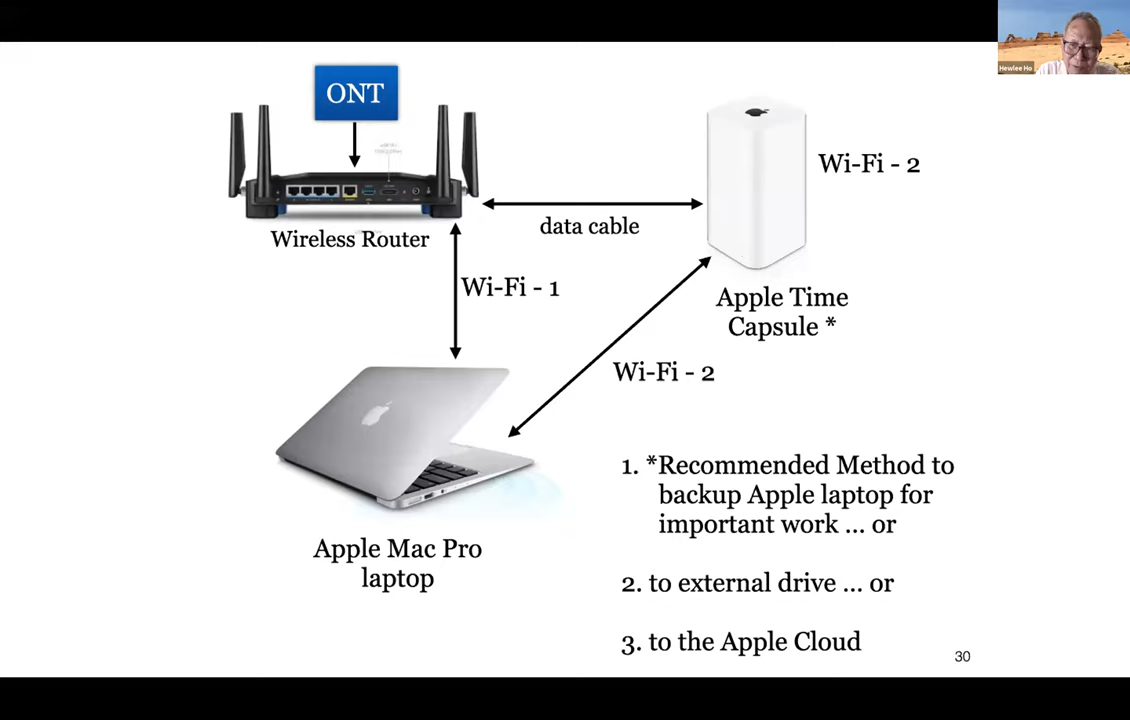 Hewlee Ho
ONT
Wireless Router
data cable
Wi-Fi - 2
Apple Time
Capsule *
Wi-Fi - 1
Wi-Fi - 2
Apple Mac Pro
laptop
1. *Recommended Method to
backup Apple laptop for
important work ... or
2. to external drive ... or
3. to the Apple Cloud
30